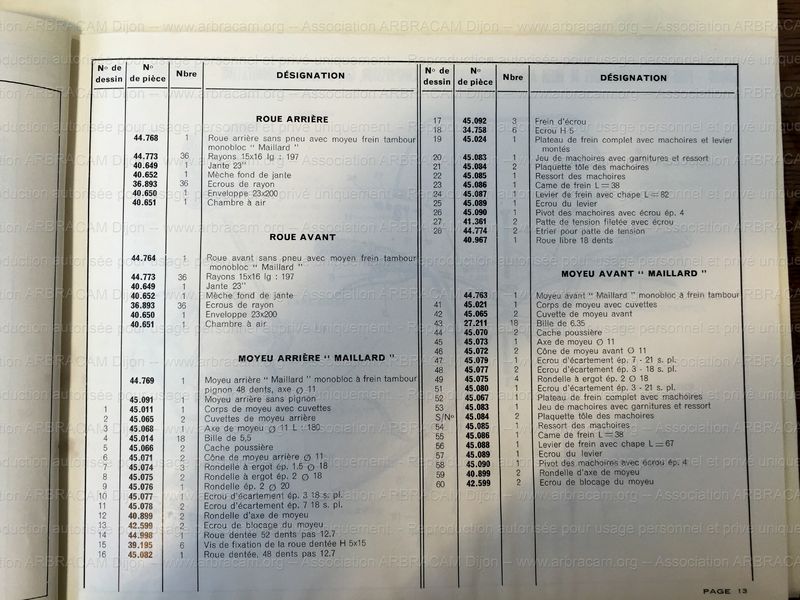 N° de dessin N° de pièce Nbre DÉSIGNATION
ROUE ARRIÈRE
44.768 1 Roue arrière sans pneu avec moyeu frein tambour
monobloc " Maillard "
44.773 36 Rayons 15x16 lg : 197
40.649 1 Jante 23"
40.652 1 Mèche fond de jante
36.893 36 Ecrous de rayon
40.650 1 Enveloppe 23x200
40.651 1 Chambre à air
ROUE AVANT
44.764 1 Roue avant sans pneu avec moyen frein tambour
monobloc " Maillard "
44.773 36 Rayons 15x16 lg : 197
40.649 1 Jante 23"
40.652 1 Mèche fond de jante
36.893 36 Ecrous de rayon
40.650 1 Enveloppe 23x200
40.651 1 Chambre à air
MOYEU ARRIÈRE " MAILLARD "
44.769 1 Moyeu arrière " Maillard " monobloc à frein tambour
pignon 48 dents, axe ∅ 11
45.091 1 Moyeu arrière sans pignon
1 45.011 1 Corps de moyeu avec cuvettes
2 45.065 2 Cuvettes de moyeu arrière
3 45.068 1 Axe de moyeu ∅ 11 L : 180
4 45.014 18 Bille de 5,5
5 45.066 2 Cache poussière
6 45.071 2 Cône de moyeu arrière ∅ 11
7 45.074 3 Rondelle à ergot ép. 1.5 ∅ 18
8 45.075 2 Rondelle à ergot ép. 2 ∅ 18
9 45.076 1 Rondelle ép. 2 ∅ 20
10 45.077 1 Ecrou d'écartement ép. 3 18 s. pl.
11 45.078 2 Ecrou d'écartement ép. 7 18 s. pl.
12 40.899 2 Rondelle d'axe de moyeu
13 42.599 2 Ecrou de blocage du moyeu
14 44.998 1 Roue dentée 52 dents pas 12.7
15 39.195 6 Vis de fixation de la roue dentée H 5x15
16 45.082 1 Roue dentée, 48 dents pas 12.7
N° de dessin N° de pièce Nbre DÉSIGNATION
17 45.092 3 Frein d'écrou
18 34.758 6 Ecrou H 5
19 45.024 1 Plateau de frein complet avec machoires et levier
montés
20 45.083 1 Jeu de machoires avec garnitures et ressort
21 45.084 2 Plaquette tôle des machoires
22 45.085 1 Ressort des machoires
23 45.086 1 Came de frein L = 38
24 45.087 1 Levier de frein avec chape L = 82
25 45.089 1 Ecrou du levier
26 45.090 1 Pivot des machoires avec écrou ép. 4
27 41.361 2 Patte de tension filetée avec écrou
28 44.774 2 Etrier pour patte de tension
40.967 1 Roue libre 18 dents
MOYEU AVANT " MAILLARD "
44.763 1 Moyeu avant " Maillard " monobloc à frein tambour
41 45.021 1 Corps de moyeu avec cuvettes
42 45.065 2 Cuvette de moyeu avant
43 27.211 18 Bille de 6,35
44 45.070 2 Cache poussière
45 45.073 1 Axe de moyeu ∅ 11
46 45.072 2 Cône de moyeu avant ∅ 11
47 45.079 1 Ecrou d'écartement ép. 7 - 21 s. pl.
48 45.077 2 Ecrou d'écartement ép. 3 - 18 s. pl.
49 45.075 4 Rondelle à ergot ép. 2 ∅ 18
51 45.080 1 Ecrou d'écartement ép. 3 - 21 s. pl.
52 45.067 1 Plateau de frein complet avec machoires
53 45.083 1 Jeu de machoires avec garnitures et ressort
S/N° 45.084 2 Plaquette tôle des machoires
54 45.085 1 Ressort des machoires
55 45.086 1 Came de frein L = 38
56 45.088 1 Levier de frein avec chape L = 67
57 45.089 1 Ecrou du levier
58 45.090 1 Pivot des machoires avec écrou ép. 4
59 40.899 2 Rondelle d'axe de moyeu
60 42.599 2 Ecrou de blocage du moyeu
PAGE 13